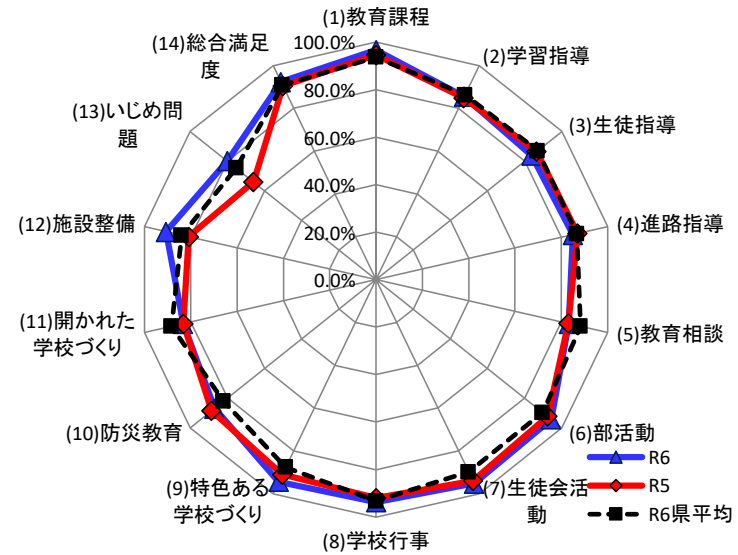 (1)教育課程
(2)学習指導
(3)生徒指導
(4)進路指導
(5)教育相談
(6)部活動
(7)生徒会活
動
(8)学校行事
(9)特色ある
学校づくり
(10)防災教育
(11)開かれた
学校づくり
(12)施設整備
(13)いじめ問
題
(14)総合満足
度
100.0%
80.0%
60.0%
40.0%
20.0%
0.0%
R6
R5
R6県平均